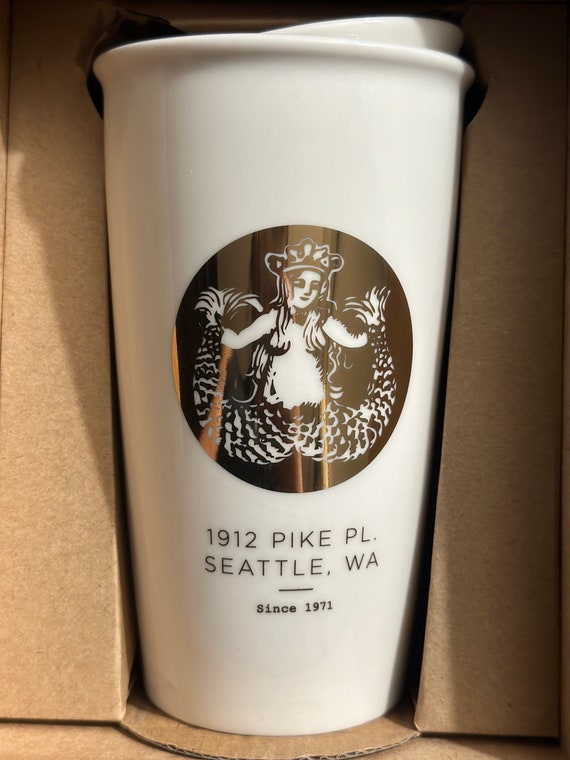 1912 PIKE PL.
SEATTLE, WA
Since 1971